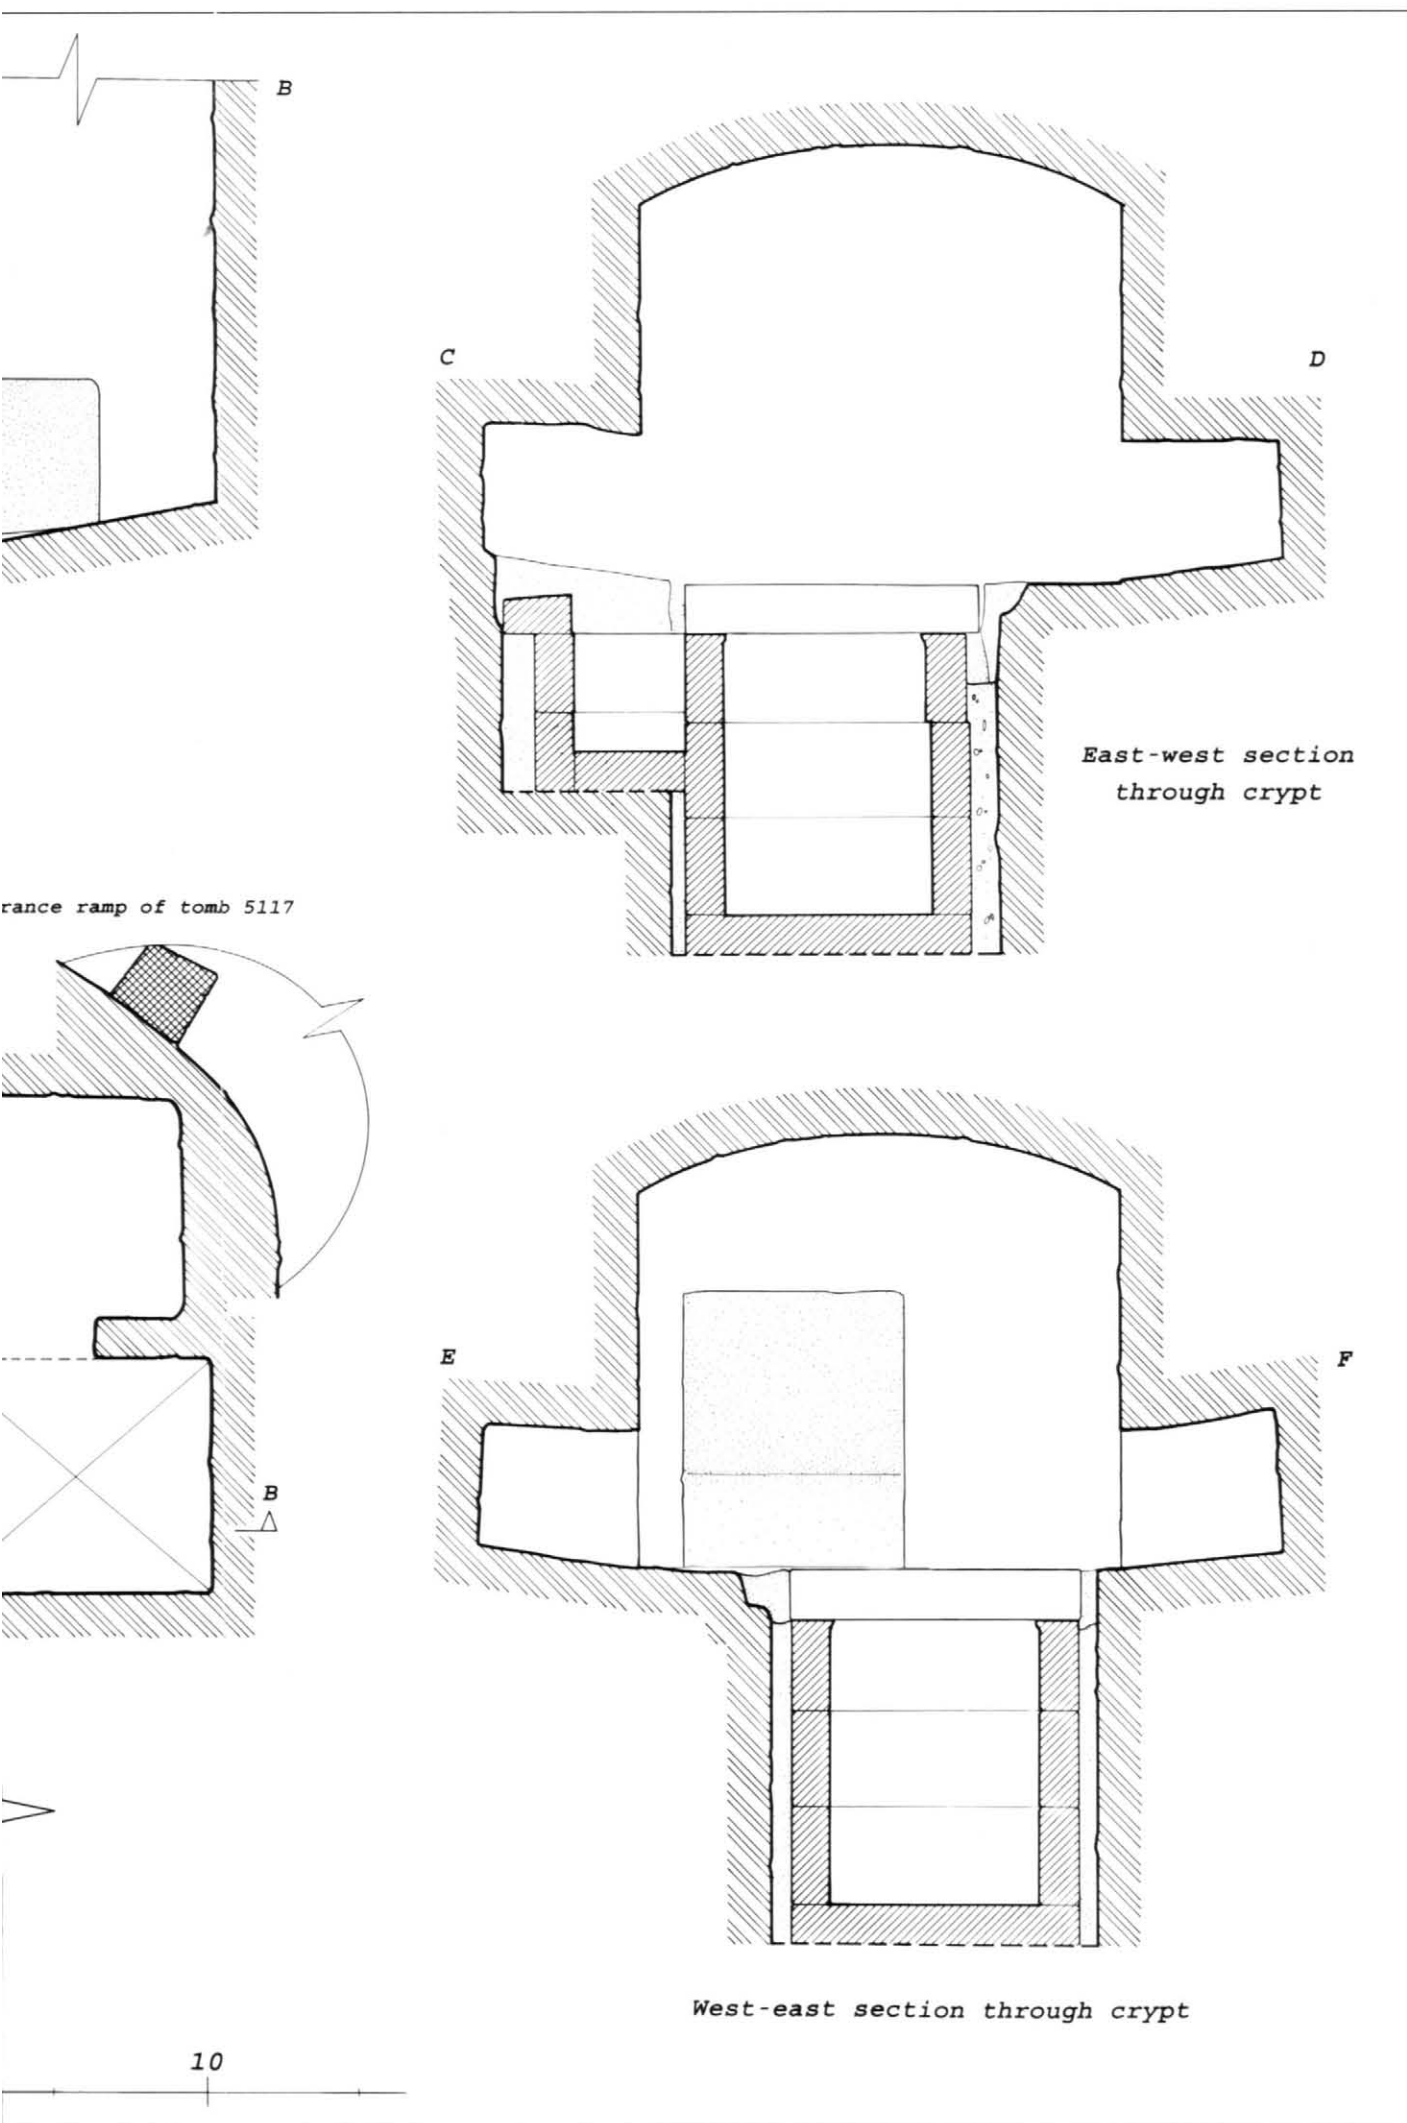 B
C
D
East-west section
through crypt
rance ramp of tomb 5117
E
F
B
West-east section through crypt
10